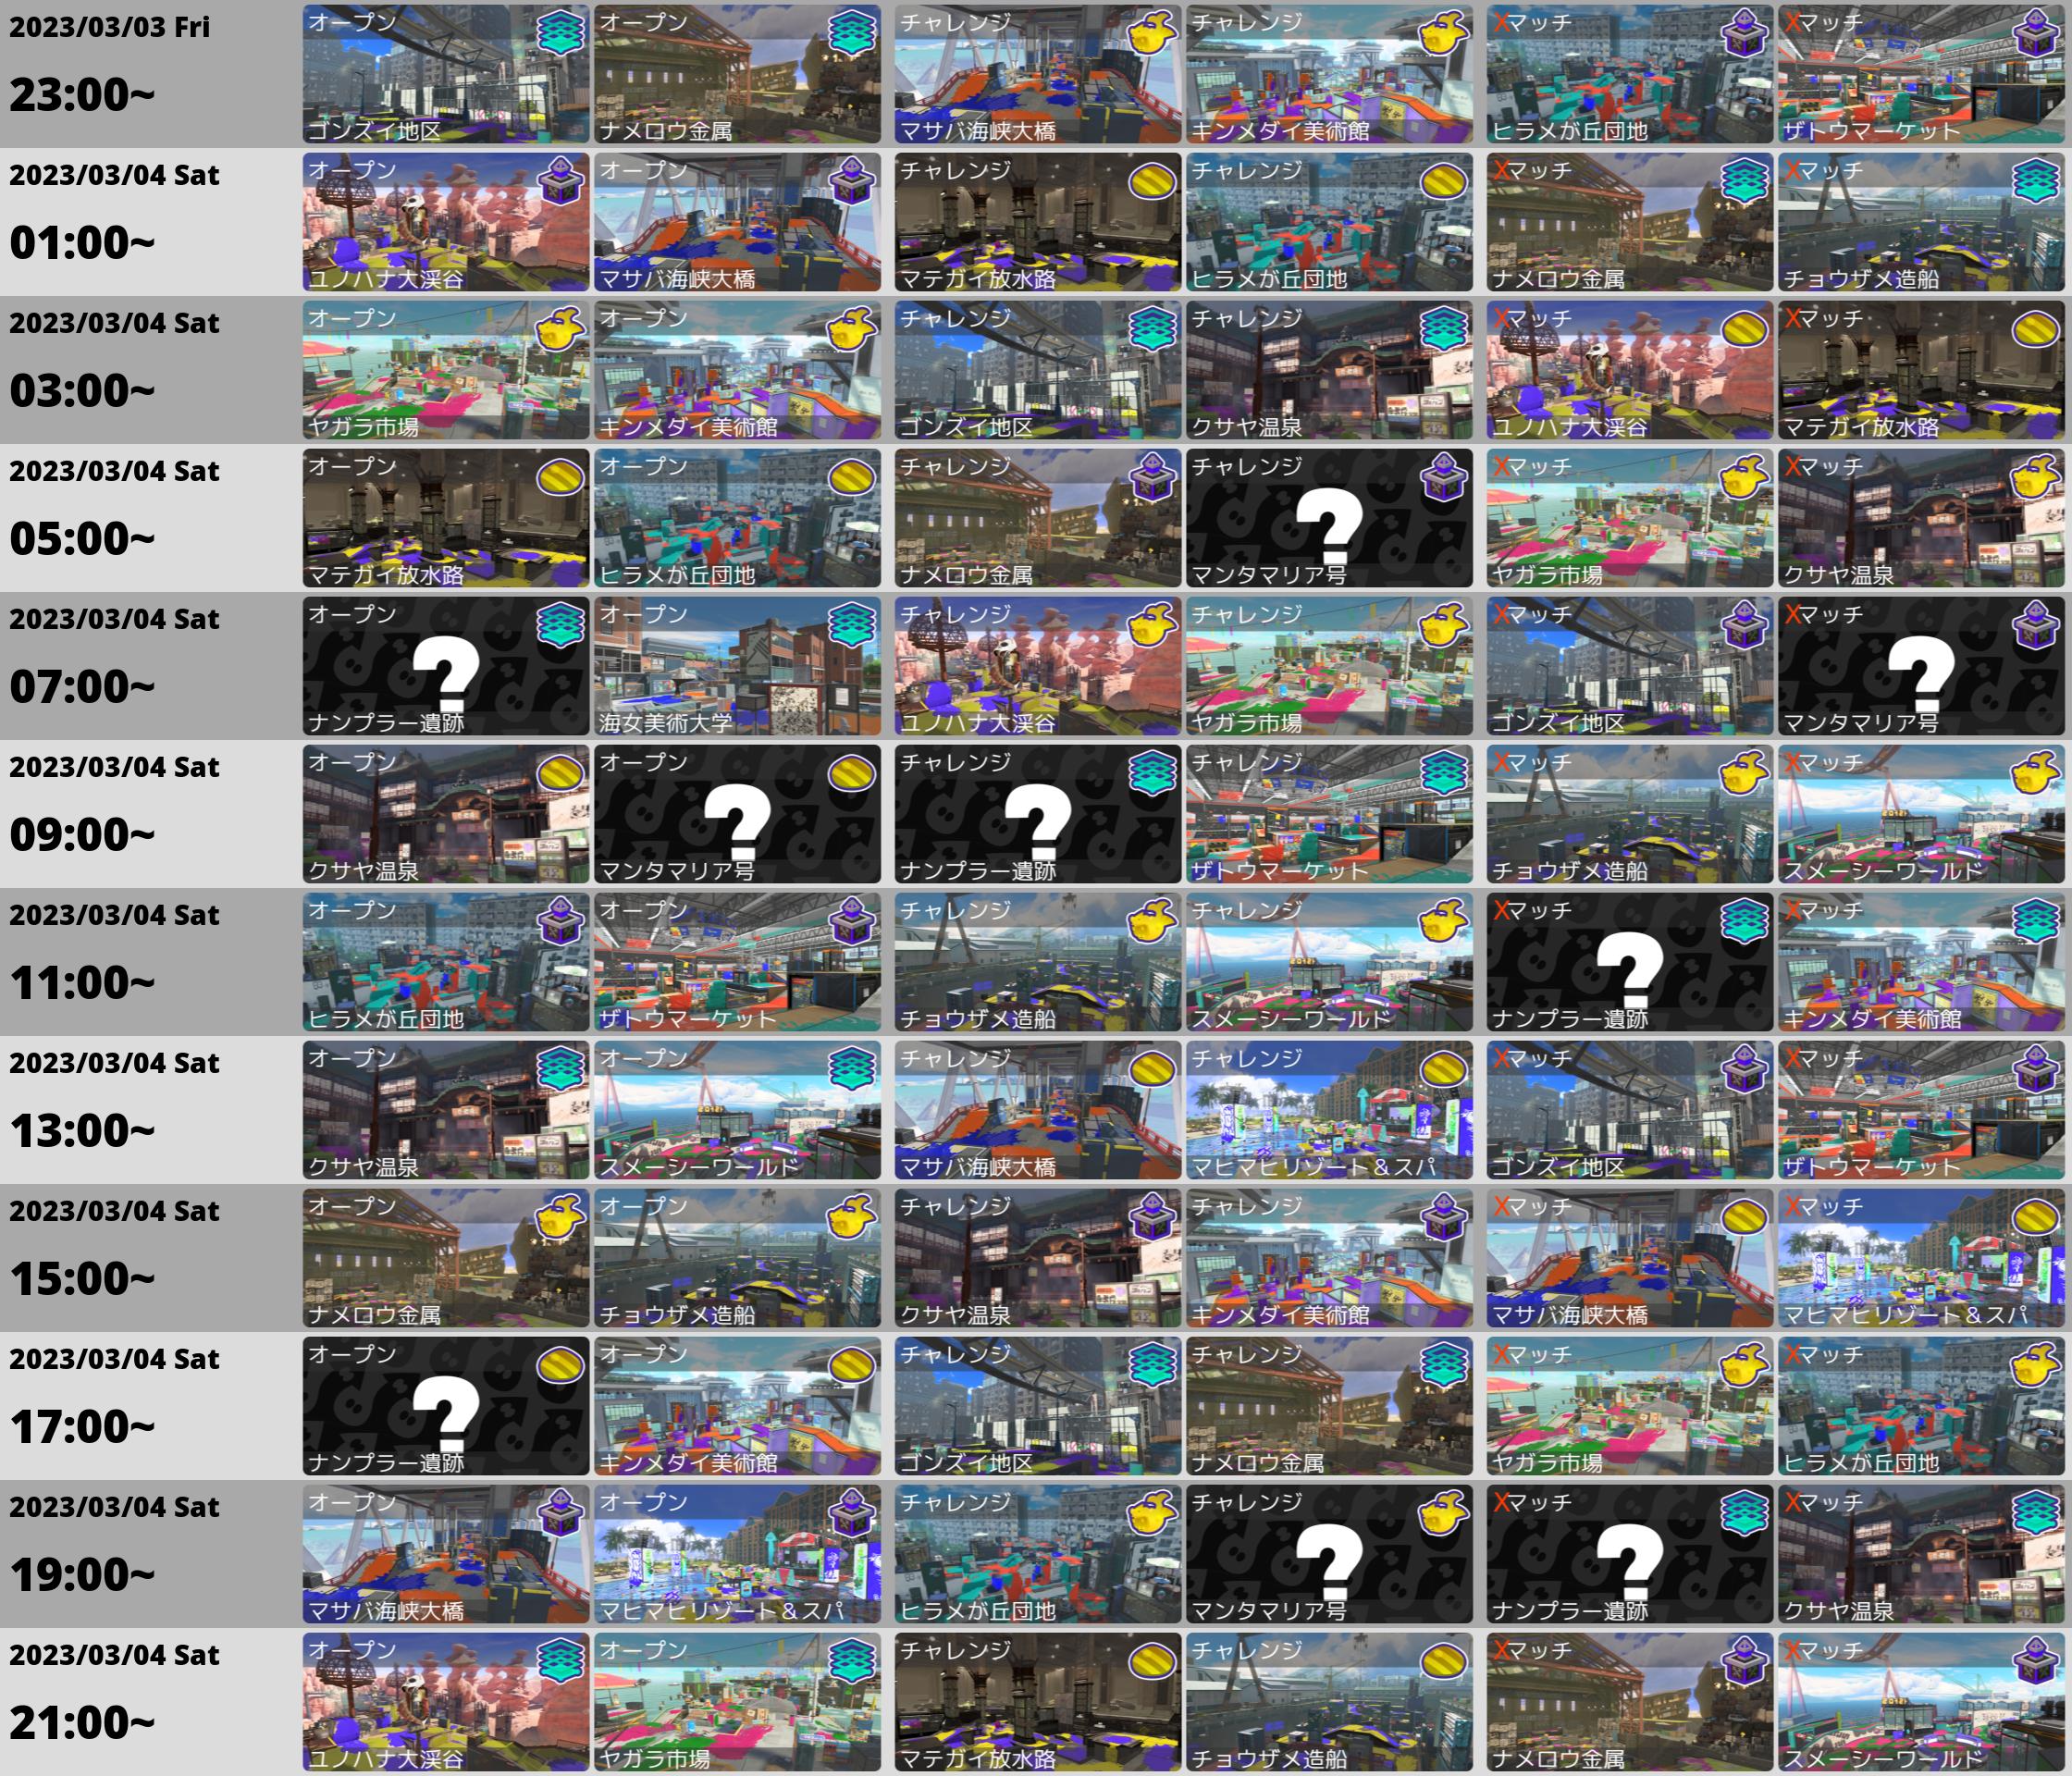 2023/03/03 Fri
23:00~
オープン オープン チャレンジ チャレンジ Xマッチ Xマッチ
ゴンズイ地区 ナメロウ金属 マサバ海峡大橋 キンメダイ美術館 ヒラメが丘団地 ザトウマーケット
2023/03/04 Sat
01:00~
オープン オープン チャレンジ チャレンジ Xマッチ Xマッチ
ユノハナ大渓谷 マサバ海峡大橋 マテガイ放水路 ヒラメが丘団地 ナメロウ金属 チョウザメ造船
2023/03/04 Sat
03:00~
オープン オープン チャレンジ チャレンジ Xマッチ Xマッチ
ヤガラ市場 キンメダイ美術館 ゴンズイ地区 クサヤ温泉 ユノハナ大渓谷 マテガイ放水路
2023/03/04 Sat
05:00~
オープン オープン チャレンジ チャレンジ Xマッチ Xマッチ
マテガイ放水路 ヒラメが丘団地 ナメロウ金属 マンタマリア号 ヤガラ市場 クサヤ温泉
2023/03/04 Sat
07:00~
オープン オープン チャレンジ チャレンジ Xマッチ Xマッチ
ナンプラー遺跡 海女美術大学 ユノハナ大渓谷 ヤガラ市場 ゴンズイ地区 マンタマリア号
2023/03/04 Sat
09:00~
オープン オープン チャレンジ チャレンジ Xマッチ Xマッチ
クサヤ温泉 マンタマリア号 ナンプラー遺跡 ザトウマーケット チョウザメ造船 スメーシーワールド
2023/03/04 Sat
11:00~
オープン オープン チャレンジ チャレンジ Xマッチ Xマッチ
ヒラメが丘団地 ザトウマーケット チョウザメ造船 スメーシーワールド ナンプラー遺跡 キンメダイ美術館
2023/03/04 Sat
13:00~
オープン オープン チャレンジ チャレンジ Xマッチ Xマッチ
クサヤ温泉 スメーシーワールド マサバ海峡大橋 マヒマヒリゾート&スパ ゴンズイ地区 ザトウマーケット
2023/03/04 Sat
15:00~
オープン オープン チャレンジ チャレンジ Xマッチ Xマッチ
ナメロウ金属 チョウザメ造船 クサヤ温泉 キンメダイ美術館 マサバ海峡大橋 マヒマヒリゾート&スパ
2023/03/04 Sat
17:00~
オープン オープン チャレンジ チャレンジ Xマッチ Xマッチ
ナンプラー遺跡 キンメダイ美術館 ゴンズイ地区 ナメロウ金属 ヤガラ市場 ヒラメが丘団地
2023/03/04 Sat
19:00~
オープン オープン チャレンジ チャレンジ Xマッチ Xマッチ
マサバ海峡大橋 マヒマヒリゾート&スパ ヒラメが丘団地 マンタマリア号 ナンプラー遺跡 クサヤ温泉
2023/03/04 Sat
21:00~
オープン オープン チャレンジ チャレンジ Xマッチ Xマッチ
ユノハナ大渓谷 ヤガラ市場 マテガイ放水路 チョウザメ造船 ナメロウ金属 スメーシーワールド